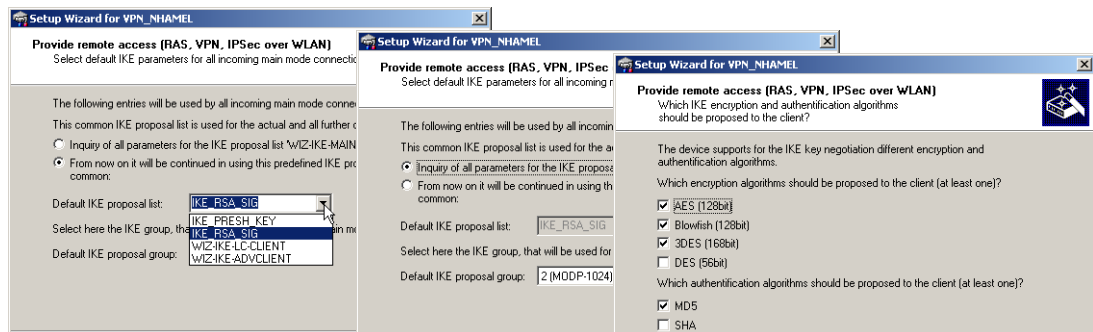 Setup Wizard for VPN_NHAMEL
Provide remote access (RAS, VPN, IPSec over WLAN)
Select default IKE parameters for all incoming main mode connectio
The following entries will be used by all incoming main mode conne
This common IKE proposal list is used for the actual and all further c
Inquiry of all parameters for the IKE proposal list 'WIZ-IKE-MAIN
From now on it will be continued in using this predefined IKE pro
common:
Default IKE proposal list: IKE_RSA_SIG
IKE_PRESH_KEY
IKE_RSA_SIG
WIZ-IKE-LC-CLIENT
WIZ-IKE-ADVCLIENT
Select here the IKE group, tha in mo
Default IKE proposal group:
Setup Wizard for VPN_NHAMEL
Provide remote access (RAS, VPN, IPSec
Select default IKE parameters for all incoming m
The following entries will be used by all incomin
This common IKE proposal list is used for the a
Inquiry of all parameters for the IKE proposa
From now on it will be continued in using th
common:
Default IKE proposal list: IKE_RSA_SIG
Select here the IKE group, that will be used for
Default IKE proposal group: 2 (MODP-1024)
Setup Wizard for VPN_NHAMEL
Provide remote access (RAS, VPN, IPSec over WLAN)
Which IKE encryption and authentification algorithms
should be proposed to the client?
The device supports for the IKE key negotiation different encryption and
authentification algorithms.
Which encryption algorithms should be proposed to the client (at least one)?
AES (128bit)
Blowfish (128bit)
3DES (168bit)
DES (56bit)
Which authentification algorithms should be proposed to the client (at least one)?
MD5
SHA